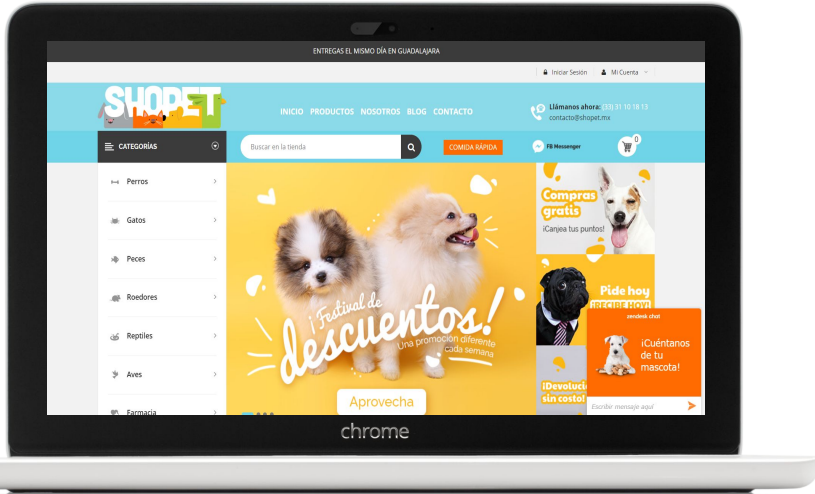 ENTREGAS EL MISMO DÍA EN GUADALAJARA
Iniciar Sesión
Mi Cuenta
SHOPET
INICIO PRODUCTOS NOSOTROS BLOG CONTACTO
Llámanos ahora: (33) 31 10 18 13
contacto@shopet.mx
CATEGORÍAS
Buscar en la tienda
COMIDA RÁPIDA
FB Messenger
0
Perros
Gatos
Peces
Roedores
Reptiles
Aves
Farmacia
¡Festival de
descuentos!
Una promoción diferente
cada semana
Aprovecha
Compras
gratis
¡Canjea tus puntos!
Pide hoy
¡RECIBE HOY!
¡Devoluci
sin costo!
zendesk chat
¡Cuéntanos
de tu
mascota!
Escribir mensaje aquí
chrome